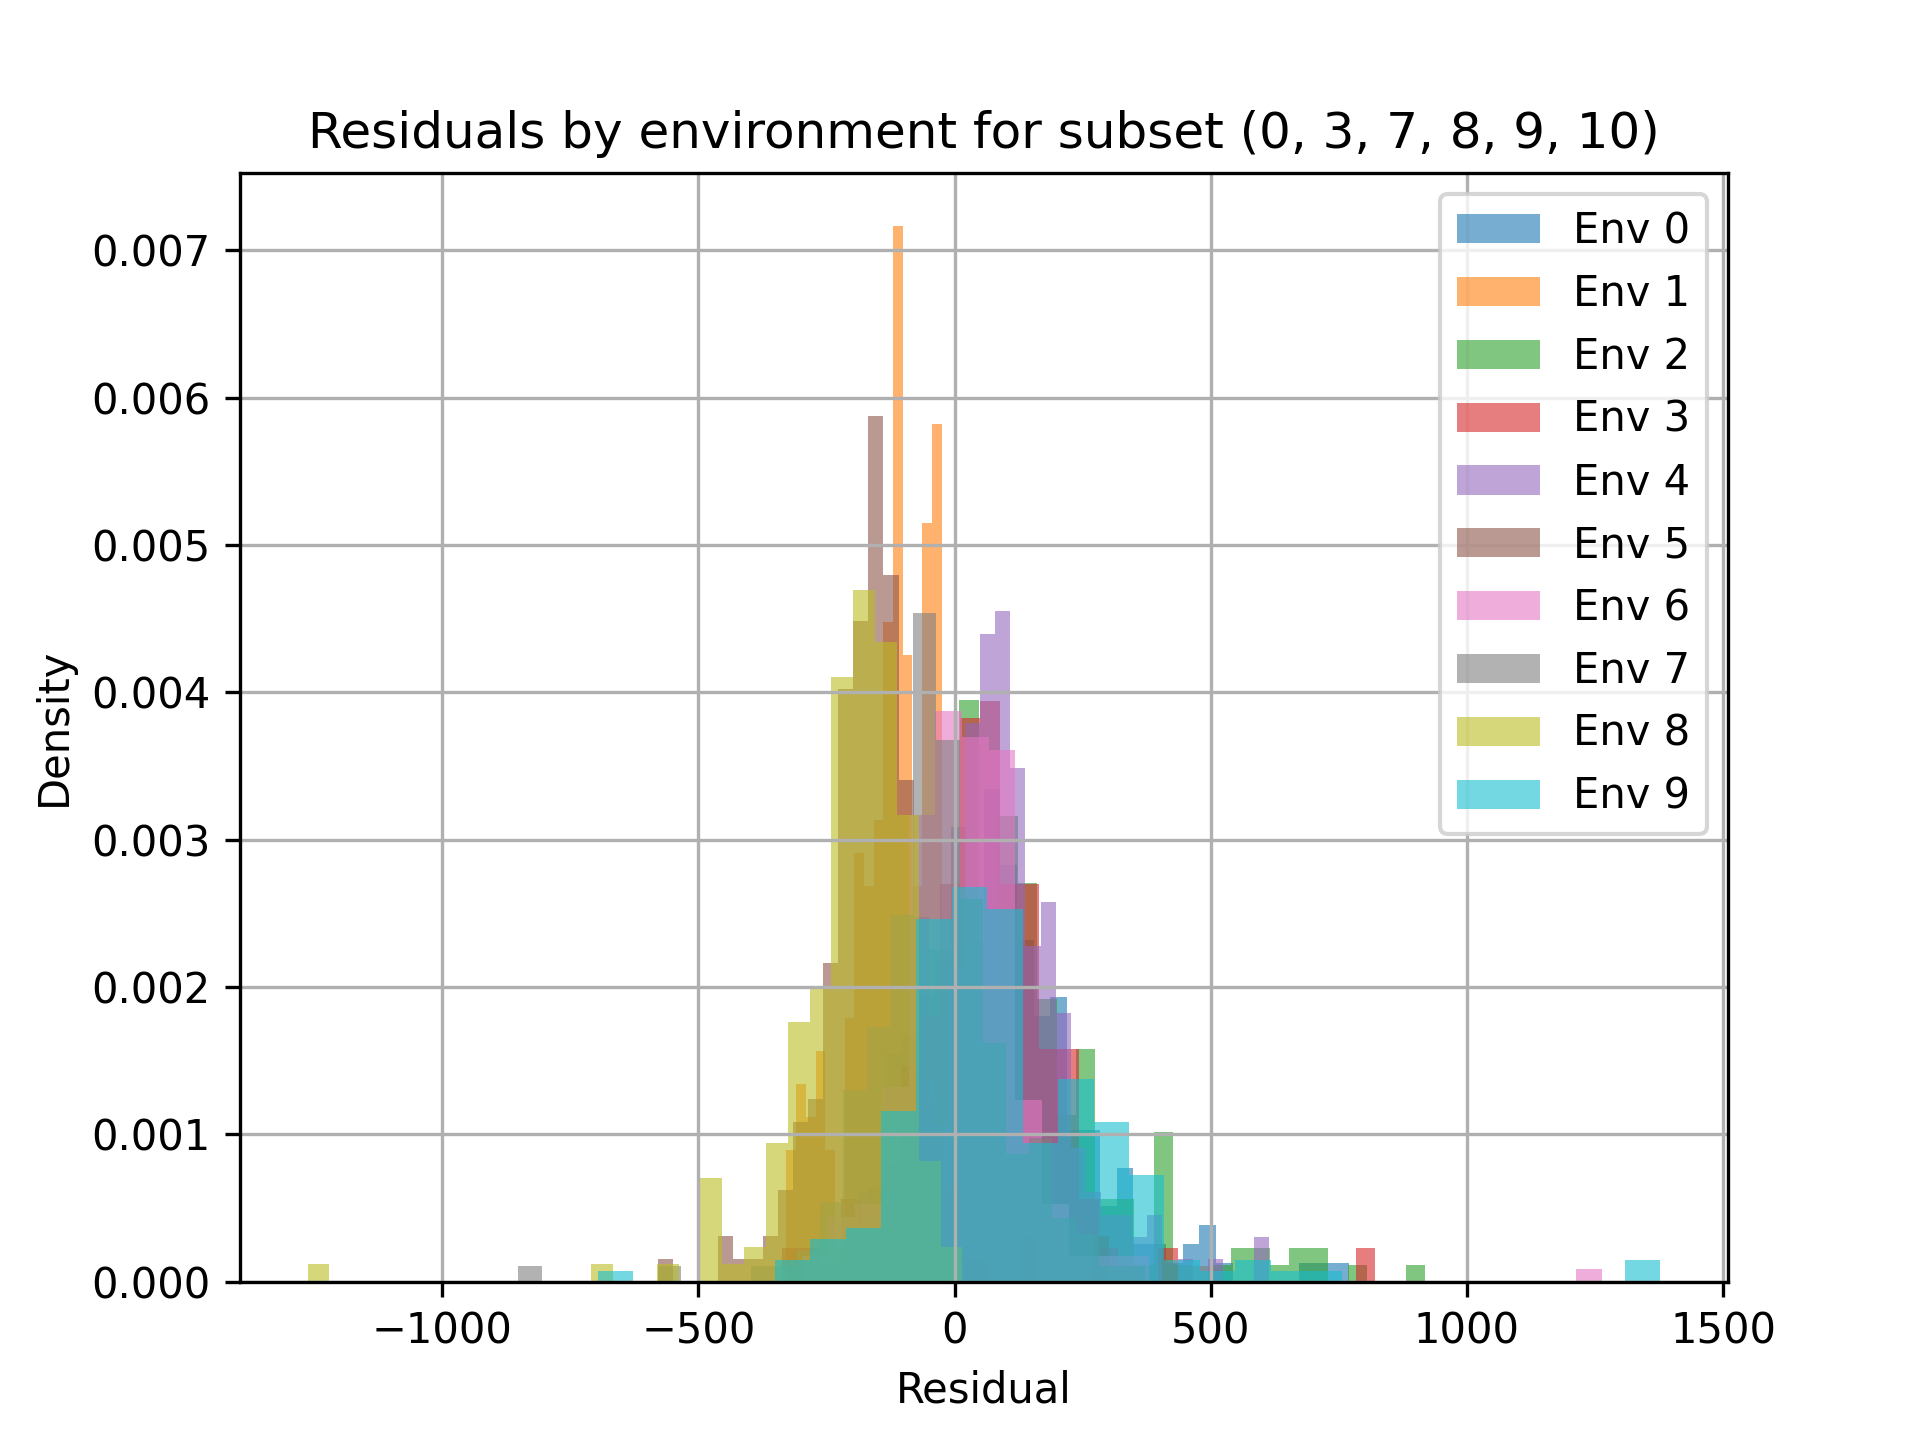 Residuals by environment for subset (0, 3, 7, 8, 9, 10)
0.007
0.006
0.005
0.004
0.003
0.002
0.001
0.000
Density
−1000
−500
0
500
1000
1500
Residual
Env 0
Env 1
Env 2
Env 3
Env 4
Env 5
Env 6
Env 7
Env 8
Env 9